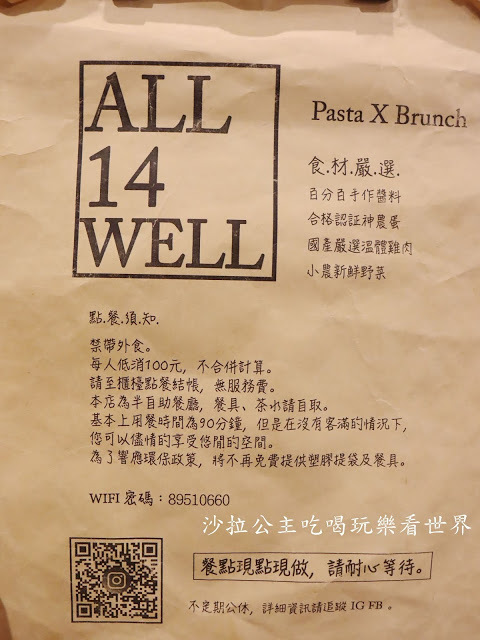 ALL
14
WELL
Pasta X Brunch
食.材.嚴.選.
百分百手作醬料
合格認証神農蛋
國產嚴選溫體雞肉
小農新鮮野菜
點.餐.須.知.
禁帶外食。
每人低消100元，不合併計算。
請至櫃檯點餐結帳，無服務費。
本店為半自助餐廳，餐具、茶水請自取。
基本上用餐時間為90分鐘，但是在沒有客滿的情況下，
您可以儘情的享受悠閒的空間。
為了響應環保政策，將不再免費提供塑膠提袋及餐具。
WIFI 密碼：89510660
沙拉公主吃喝玩樂看世界
餐點現點現做，請耐心等待。
不定期公休，詳細資訊請追蹤 IG FB 。